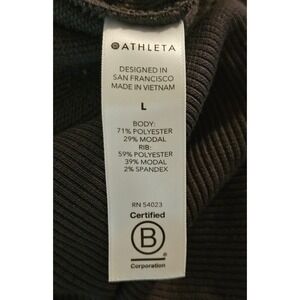 ATHLETA
DESIGNED IN
SAN FRANCISCO
MADE IN VIETNAM
L
BODY:
71% POLYESTER
29% MODAL
RIB:
59% POLYESTER
39% MODAL
2% SPANDEX
RN 54023
Certified
B
Corporation